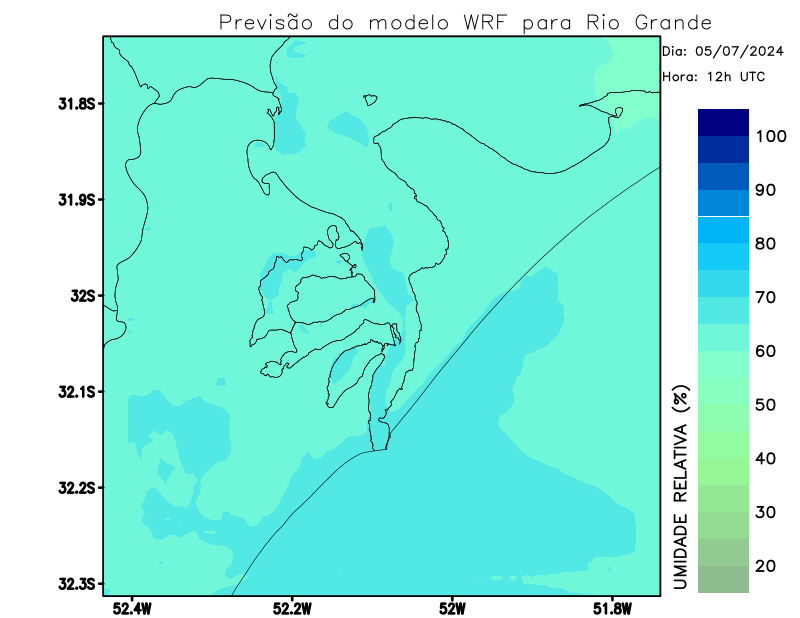 Previsão do modelo WRF para Rio Grande
Dia: 05/07/2024
Hora: 12h UTC
31.8S
31.9S
32S
32.1S
32.2S
32.3S
52.4W
52.2W
52W
51.8W
UMIDADE RELATIVA (%)
100
90
80
70
60
50
40
30
20